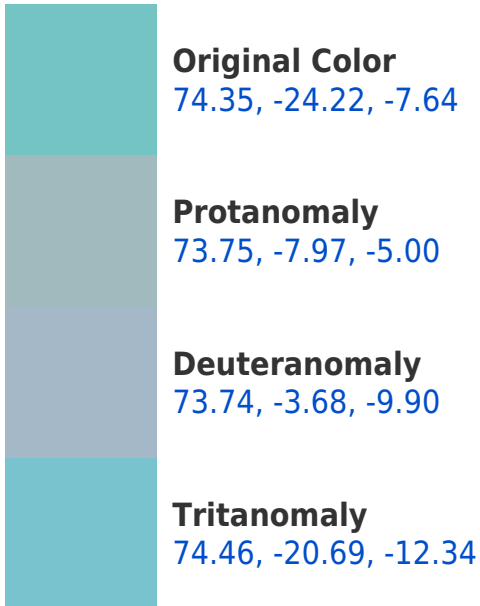 Original Color
74.35, -24.22, -7.64
Protanomaly
73.75, -7.97, -5.00
Deuteranomaly
73.74, -3.68, -9.90
Tritanomaly
74.46, -20.69, -12.34